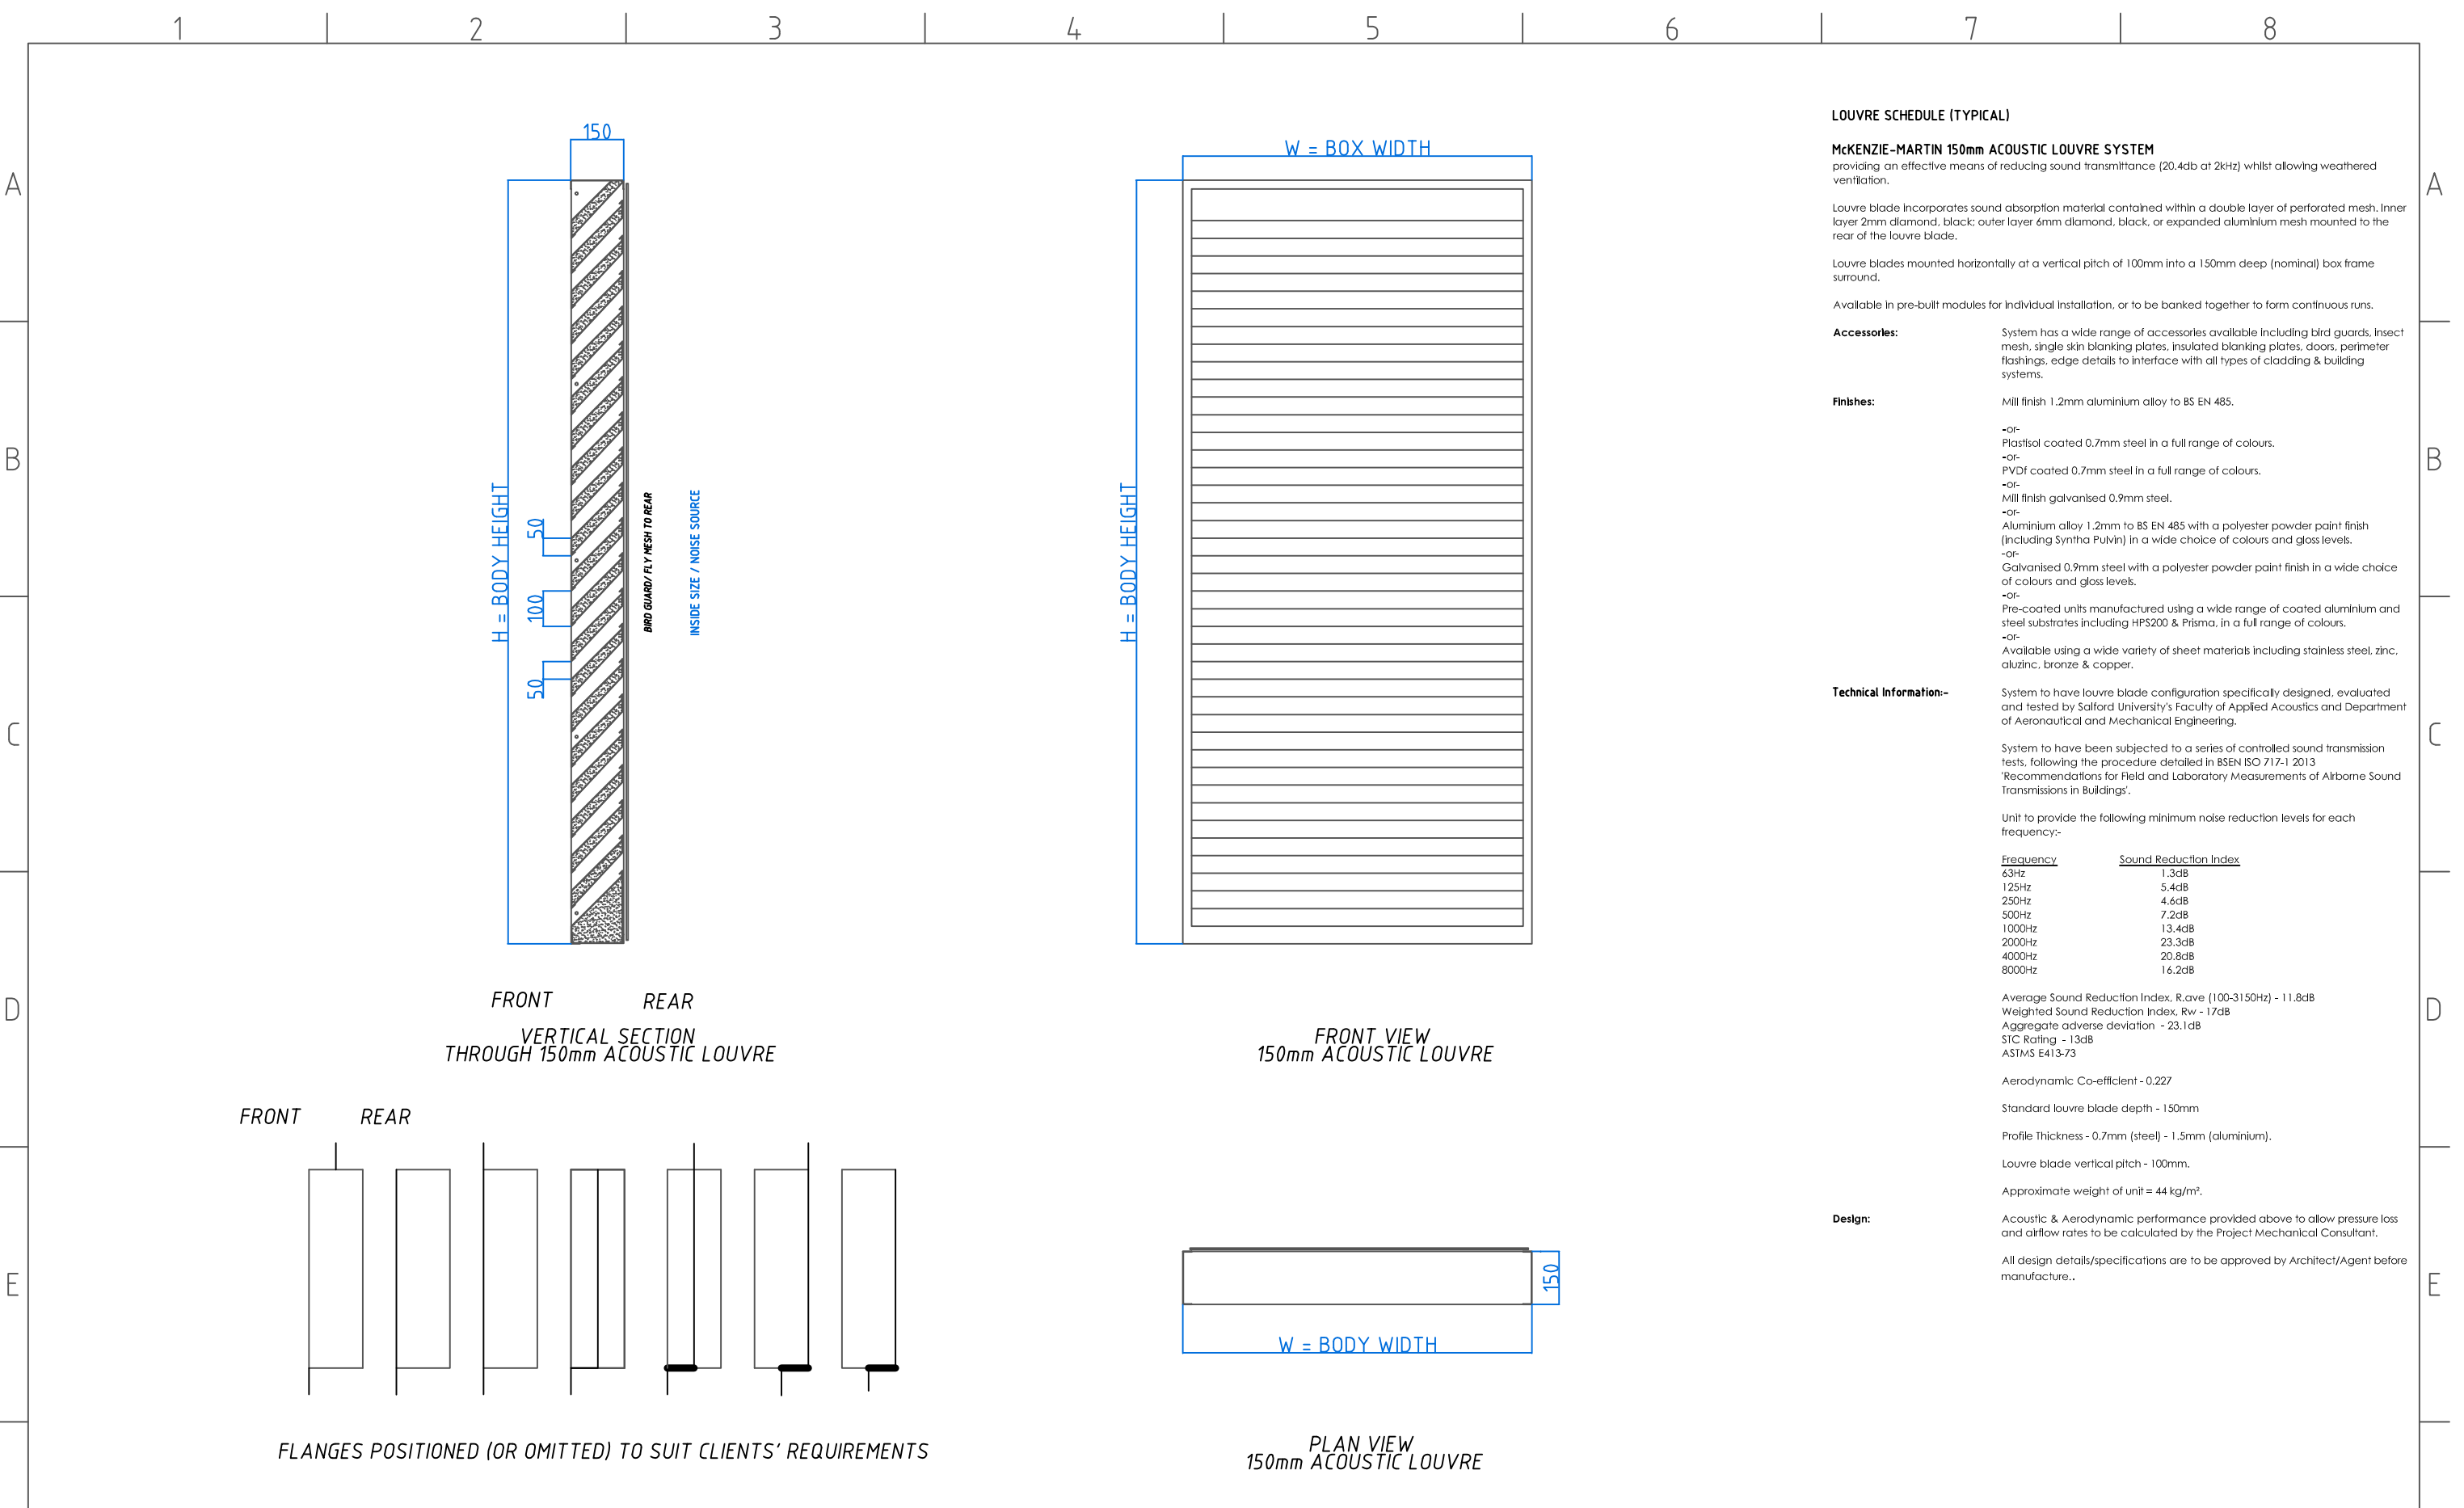 1 2 3 4 5 6 7 8
A A
B B
C C
D D
E E
150
H = BODY HEIGHT
50
100
50
BIRD GUARD/ FLY MESH TO REAR
INSIDE SIZE / NOISE SOURCE
FRONT REAR
VERTICAL SECTION
THROUGH 150mm ACOUSTIC LOUVRE
W = BOX WIDTH
H = BODY HEIGHT
FRONT VIEW
150mm ACOUSTIC LOUVRE
FRONT REAR
FLANGES POSITIONED (OR OMITTED) TO SUIT CLIENTS' REQUIREMENTS
150
W = BODY WIDTH
PLAN VIEW
150mm ACOUSTIC LOUVRE
LOUVRE SCHEDULE (TYPICAL)
McKENZIE-MARTIN 150mm ACOUSTIC LOUVRE SYSTEM
providing an effective means of reducing sound transmittance (20.4db at 2kHz) whilst allowing weathered
ventilation.
Louvre blade incorporates sound absorption material contained within a double layer of perforated mesh. Inner
layer 2mm diamond, black; outer layer 6mm diamond, black, or expanded aluminium mesh mounted to the
rear of the louvre blade.
Louvre blades mounted horizontally at a vertical pitch of 100mm into a 150mm deep (nominal) box frame
surround.
Available in pre-built modules for individual installation, or to be banked together to form continuous runs.
Accessories: System has a wide range of accessories available including bird guards, insect
mesh, single skin blanking plates, insulated blanking plates, doors, perimeter
flashings, edge details to interface with all types of cladding & building
systems.
Finishes: Mill finish 1.2mm aluminium alloy to BS EN 485.
-or-
Plastisol coated 0.7mm steel in a full range of colours.
-or-
PVDf coated 0.7mm steel in a full range of colours.
-or-
Mill finish galvanised 0.9mm steel.
-or-
Aluminium alloy 1.2mm to BS EN 485 with a polyester powder paint finish
(including Syntha Pulvin) in a wide choice of colours and gloss levels.
-or-
Galvanised 0.9mm steel with a polyester powder paint finish in a wide choice
of colours and gloss levels.
-or-
Pre-coated units manufactured using a wide range of coated aluminium and
steel substrates including HPS200 & Prisma, in a full range of colours.
-or-
Available using a wide variety of sheet materials including stainless steel, zinc,
aluzinc, bronze & copper.
Technical Information:- System to have louvre blade configuration specifically designed, evaluated
and tested by Salford University's Faculty of Applied Acoustics and Department
of Aeronautical and Mechanical Engineering.
System to have been subjected to a series of controlled sound transmission
tests, following the procedure detailed in BSEN ISO 717-1 2013
'Recommendations for Field and Laboratory Measurements of Airborne Sound
Transmissions in Buildings'.
Unit to provide the following minimum noise reduction levels for each
frequency:-
Frequency Sound Reduction Index
63Hz 1.3dB
125Hz 5.4dB
250Hz 4.6dB
500Hz 7.2dB
1000Hz 13.4dB
2000Hz 23.3dB
4000Hz 20.8dB
8000Hz 16.2dB
Average Sound Reduction Index, R.ave (100-3150Hz) - 11.8dB
Weighted Sound Reduction Index, Rw - 17dB
Aggregate adverse deviation - 23.1dB
STC Rating - 13dB
ASTMS E413-73
Aerodynamic Co-efficient - 0.227
Standard louvre blade depth - 150mm
Profile Thickness - 0.7mm (steel) - 1.5mm (aluminium).
Louvre blade vertical pitch - 100mm.
Approximate weight of unit = 44 kg/m².
Design: Acoustic & Aerodynamic performance provided above to allow pressure loss
and airflow rates to be calculated by the Project Mechanical Consultant.
All design details/specifications are to be approved by Architect/Agent before
manufacture..